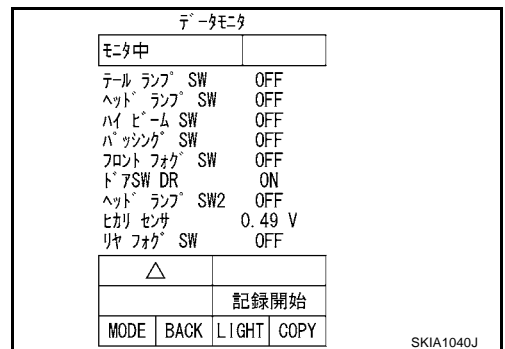 ﾃﾞｰﾀﾓﾆﾀ
ﾓﾆﾀ中
ﾃｰﾙ ﾗﾝﾌﾟ SW OFF
ﾍｯﾄﾞ ﾗﾝﾌﾟ SW OFF
ﾊｲ ﾋﾞｰﾑ SW OFF
ﾊﾟｯｼﾝｸﾞ SW OFF
ﾌﾛﾝﾄ ﾌｫｸﾞ SW OFF
ﾄﾞｱSW DR ON
ﾍｯﾄﾞ ﾗﾝﾌﾟ SW2 OFF
ﾋｶﾘ ｾﾝｻ 0.49 V
ﾘﾔ ﾌｫｸﾞ SW OFF
△
記録開始
MODE BACK LIGHT COPY
SKIA1040J